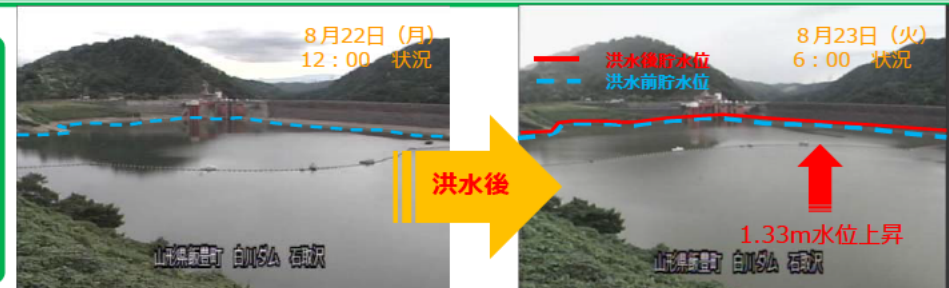 8月22日（月）
12：00　状況
山形県飯豊町 白川ダム 石取沢
洪水後
8月23日（火）
6：00　状況
洪水後貯水位
洪水前貯水位
1.33m水位上昇
山形県飯豊町 白川ダム 石取沢